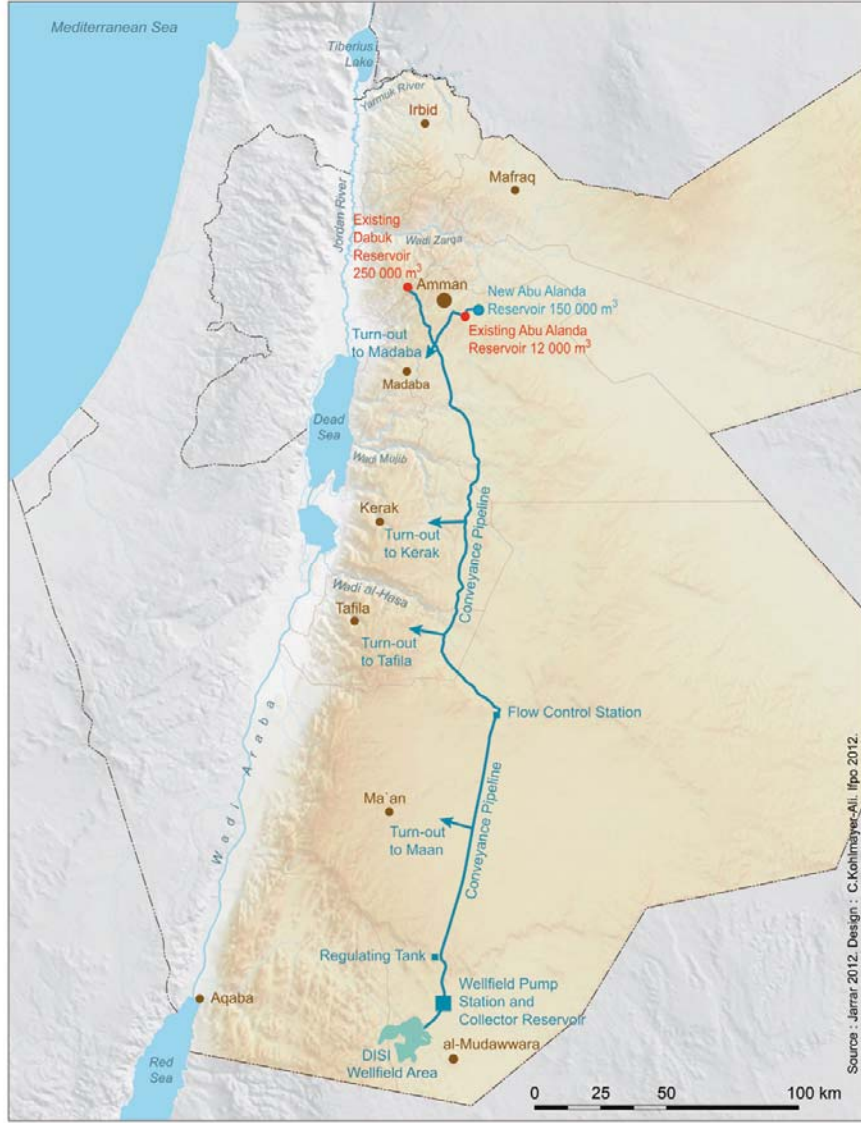 Mediterranean Sea
Tiberius
Lake
Yarmuk River
Irbid
Mafraq
Jordan River
Existing
Dabuk
Reservoir
250 000 m³
Wadi Zarqa
Amman
New Abu Alanda
Reservoir 150 000 m³
Existing Abu Alanda
Reservoir 12 000 m³
Turn-out
to Madaba
Madaba
Dead
Sea
Wadi Mujib
Kerak
Turn-out
to Kerak
Conveyance Pipeline
Wadi al-Hasa
Tafila
Turn-out
to Tafila
Flow Control Station
Wadi Araba
Ma`an
Turn-out
to Maan
Conveyance Pipeline
Regulating Tank
Wellfield Pump
Station and
Collector Reservoir
Aqaba
DISI
Wellfield Area
al-Mudawwara
Red
Sea
0 25 50 100 km
Source : Jarrar 2012. Design : C.Kohlmayer-Ali. Ifpo 2012.